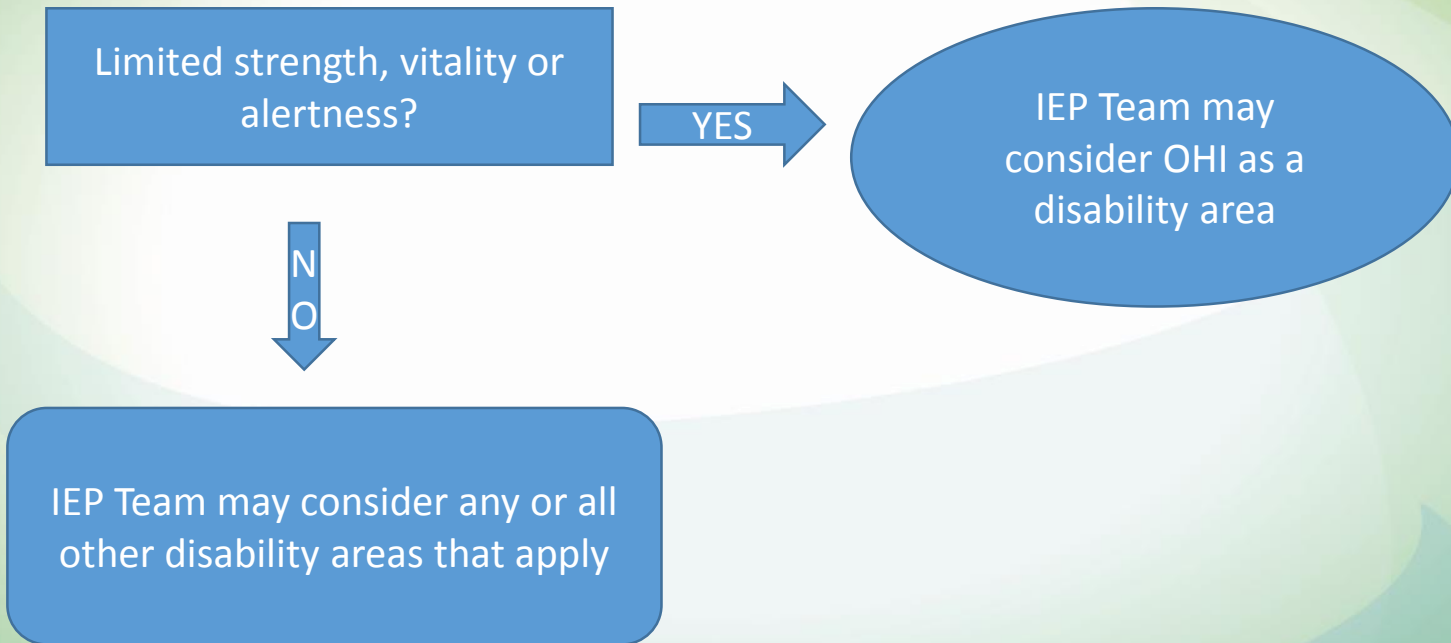 Limited strength, vitality or
alertness?
YES
IEP Team may
consider OHI as a
disability area
N
O
IEP Team may consider any or all
other disability areas that apply